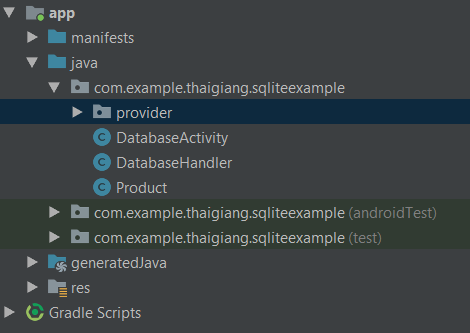 app
manifests
java
com.example.thaigiang.sqliteexample
provider
DatabaseActivity
DatabaseHandler
Product
com.example.thaigiang.sqliteexample (androidTest)
com.example.thaigiang.sqliteexample (test)
generatedJava
res
Gradle Scripts